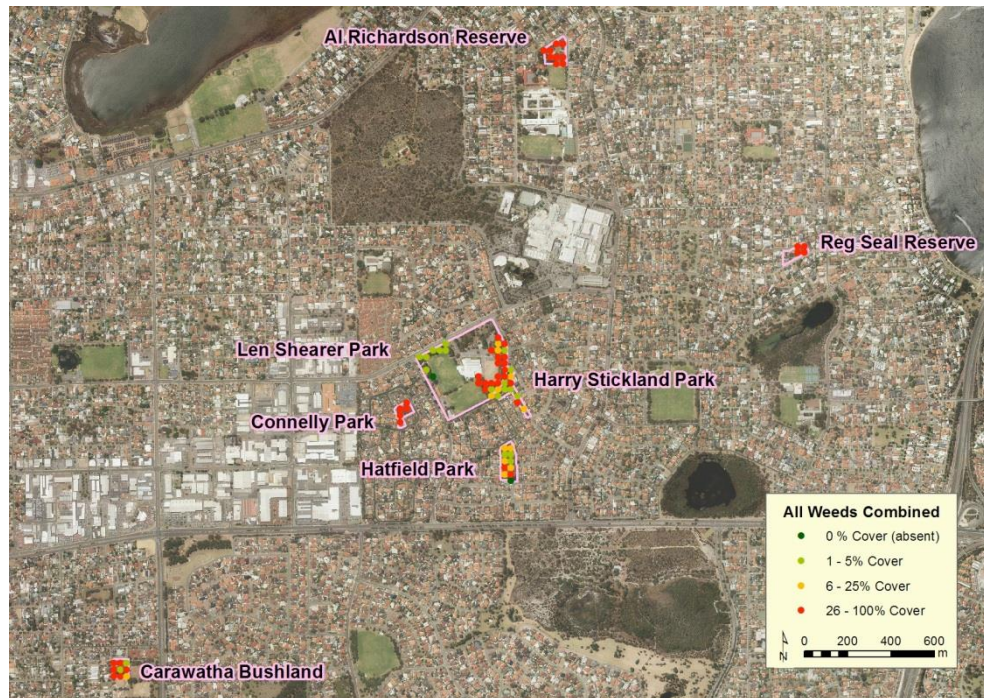 Al Richardson Reserve
Reg Seal Reserve
Len Shearer Park
Harry Stickland Park
Connelly Park
Hatfield Park
Carawatha Bushland
All Weeds Combined
0 % Cover (absent)
1 - 5% Cover
6 - 25% Cover
26 - 100% Cover
N
0 200 400 600
m